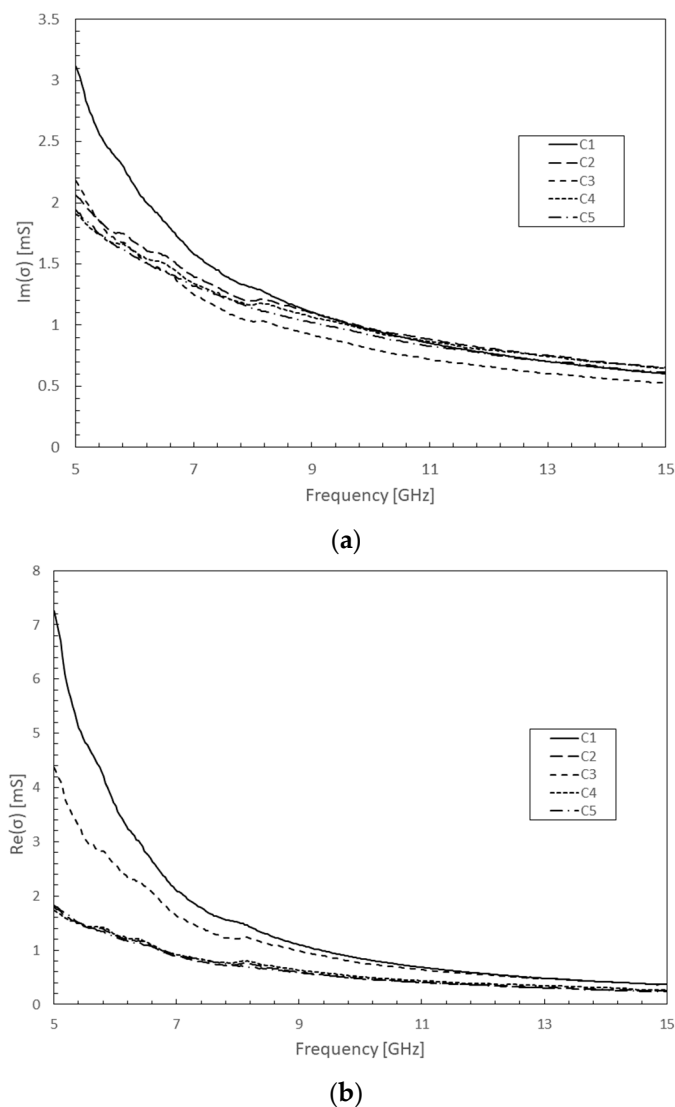 3.5
3
2.5
2
1.5
1
0.5
0
Im(σ) [mS]
C1
C2
C3
C4
C5
5 7 9 11 13 15
Frequency [GHz]
(a)
8
7
6
5
4
3
2
1
0
Re(σ) [mS]
C1
C2
C3
C4
C5
5 7 9 11 13 15
Frequency [GHz]
(b)